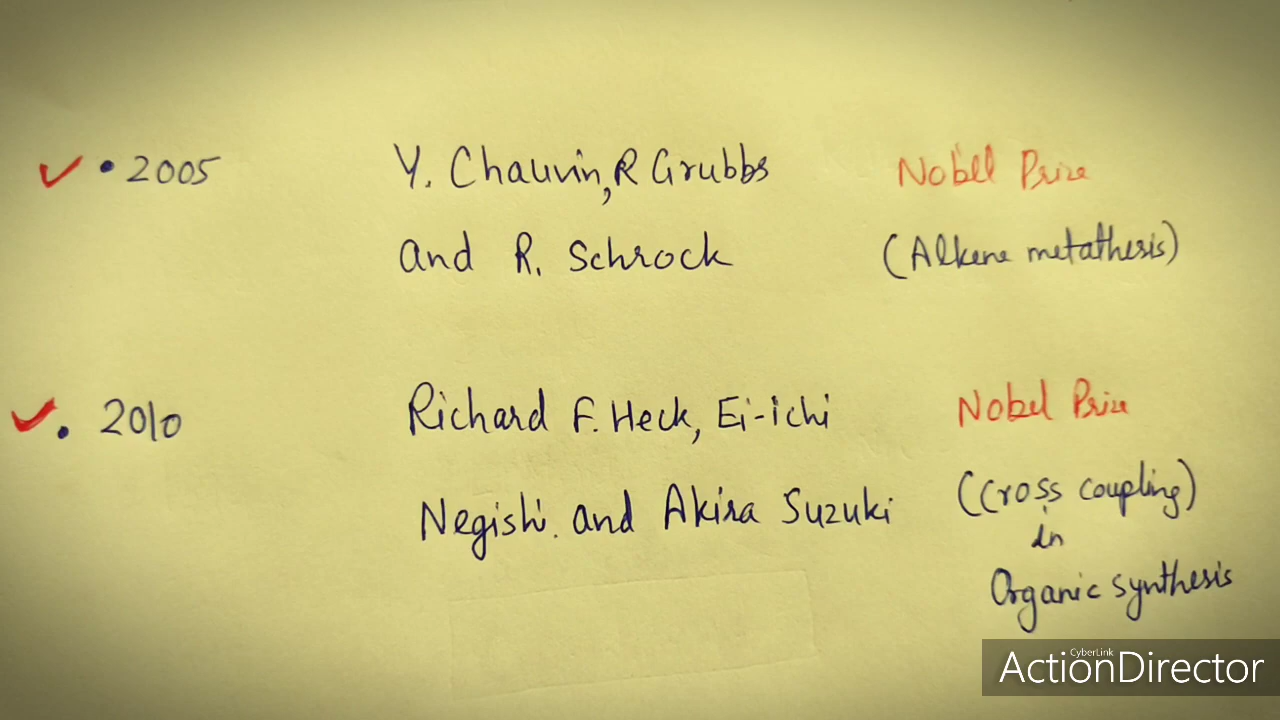 ✓ • 2005 Y. Chauvin, R Grubbs Nobel Prize
and R. Schrock (Alkene metathesis)
✓ • 2010 Richard F. Heck, Ei-ichi Nobel Prize
Negishi. and Akira Suzuki (Cross coupling)
in
Organic synthesis
CyberLink
ActionDirector